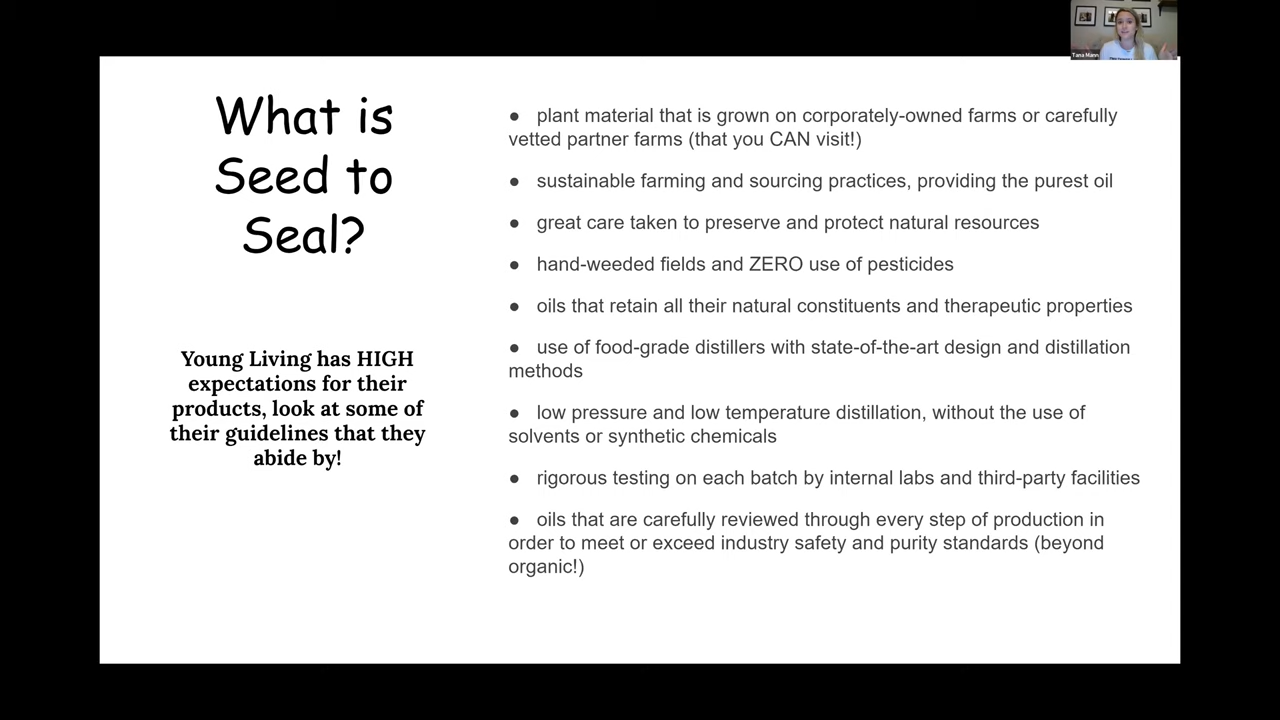 Tana Mann
What is
Seed to
Seal?
Young Living has HIGH
expectations for their
products, look at some of
their guidelines that they
abide by!
● plant material that is grown on corporately-owned farms or carefully
vetted partner farms (that you CAN visit!)
● sustainable farming and sourcing practices, providing the purest oil
● great care taken to preserve and protect natural resources
● hand-weeded fields and ZERO use of pesticides
● oils that retain all their natural constituents and therapeutic properties
● use of food-grade distillers with state-of-the-art design and distillation
methods
● low pressure and low temperature distillation, without the use of
solvents or synthetic chemicals
● rigorous testing on each batch by internal labs and third-party facilities
● oils that are carefully reviewed through every step of production in
order to meet or exceed industry safety and purity standards (beyond
organic!)